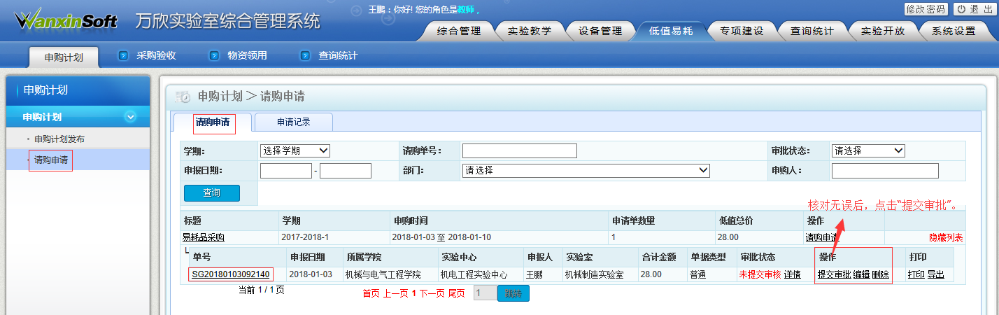 WanxinSoft 万欣实验室综合管理系统
王鹏：你好! 您的角色是教师，
修改密码 退 出
综合管理 实验教学 设备管理 低值易耗 专项建设 查询统计 实验开放 系统设置
申购计划 采购验收 物资领用 查询统计
申购计划
申购计划
申购计划发布
请购申请
申购计划 > 请购申请
请购申请 申请记录
学期： 选择学期 请购单号： 审批状态： 请选择
申报日期： - 部门： 请选择 申购人：
查询
核对无误后，点击“提交审批”。
标题 学期 申购时间 申请单数量 低值总价 操作
易耗品采购 2017-2018-1 2018-01-03 至 2018-01-10 1 28.00 请购申请 隐藏列表
单号 申报日期 所属学院 实验中心 申报人 实验室 合计金额 单据类型 审批状态 操作 打印
SG20180103092140 2018-01-03 机械与电气工程学院 机电工程实验中心 王鹏 机械制造实验室 28.00 普通 未提交审核 详值 提交审批 编辑 删除 打印 导出
当前 1 / 1 页 首页 上一页 1 下一页 尾页 1 跳转